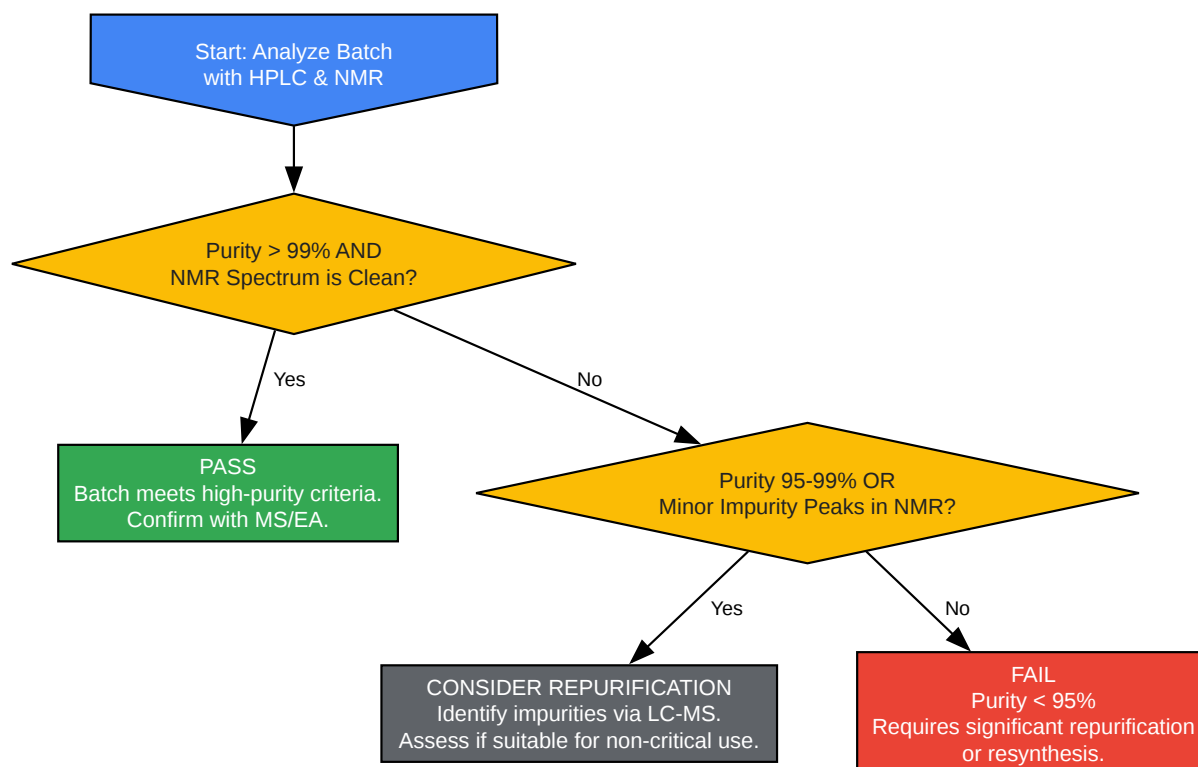 Start: Analyze Batch
with HPLC & NMR
Purity > 99% AND
NMR Spectrum is Clean?
Yes
No
PASS
Batch meets high-purity criteria.
Confirm with MS/EA.
Purity 95-99% OR
Minor Impurity Peaks in NMR?
Yes
No
CONSIDER REPURIFICATION
Identify impurities via LC-MS.
Assess if suitable for non-critical use.
FAIL
Purity < 95%
Requires significant repurification
or resynthesis.